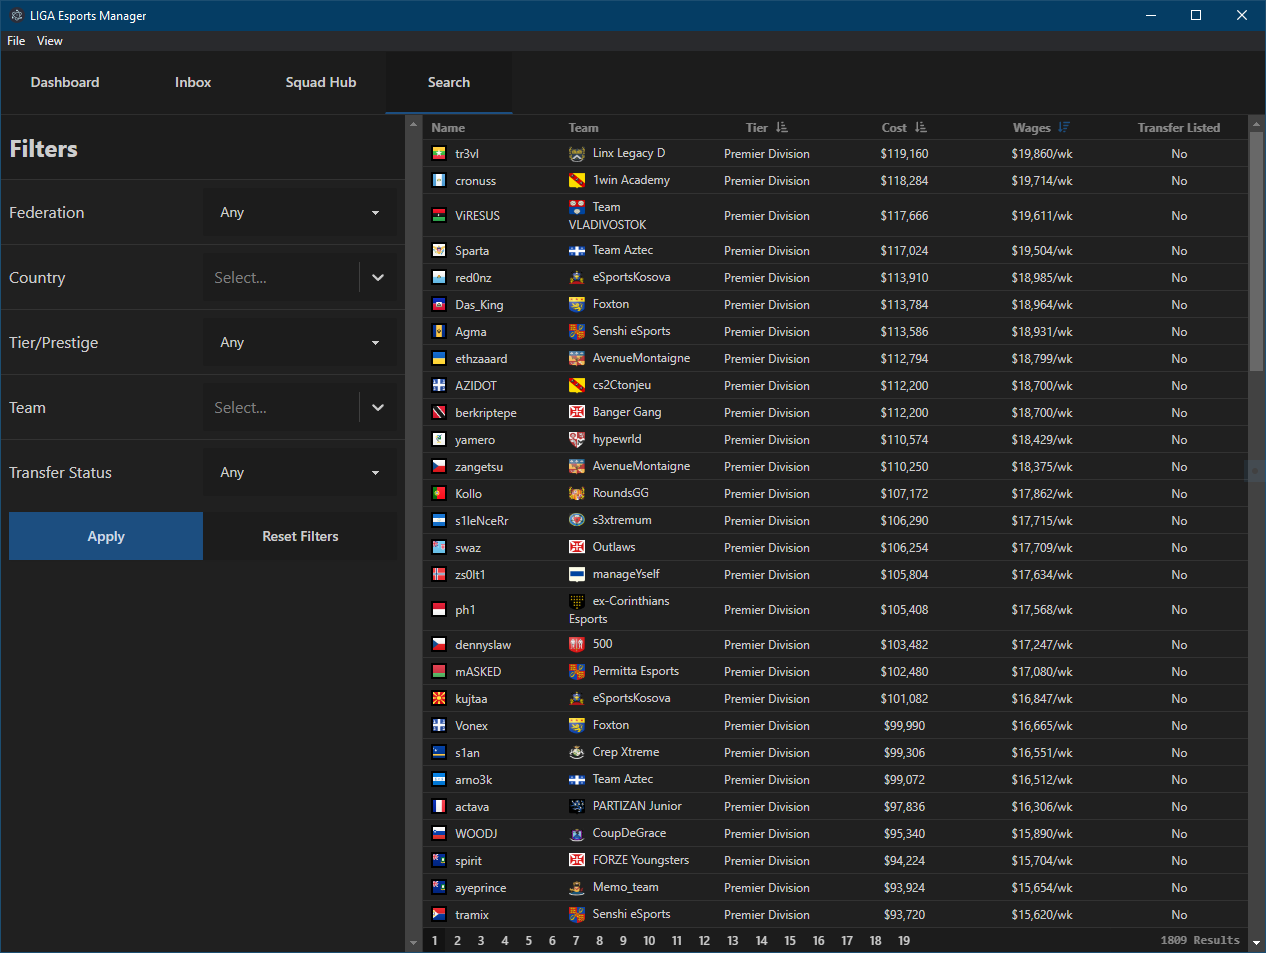 LIGA Esports Manager
File View
Dashboard Inbox Squad Hub Search
Filters
Federation Any
Country Select...
Tier/Prestige Any
Team Select...
Transfer Status Any
Apply Reset Filters
Name Team Tier Cost Wages Transfer Listed
tr3vl Linx Legacy D Premier Division $119,160 $19,860/wk No
cronuss 1win Academy Premier Division $118,284 $19,714/wk No
ViRESUS Team VLADIVOSTOK Premier Division $117,666 $19,611/wk No
Sparta Team Aztec Premier Division $117,024 $19,504/wk No
red0nz eSportsKosova Premier Division $113,910 $18,985/wk No
Das_King Foxton Premier Division $113,784 $18,964/wk No
Agma Senshi eSports Premier Division $113,586 $18,931/wk No
ethzaaard AvenueMontaigne Premier Division $112,794 $18,799/wk No
AZIDOT cs2Ctonjeu Premier Division $112,200 $18,700/wk No
berkriptepe Banger Gang Premier Division $112,200 $18,700/wk No
yamero hypewrld Premier Division $110,574 $18,429/wk No
zangetsu AvenueMontaigne Premier Division $110,250 $18,375/wk No
Kollo RoundsGG Premier Division $107,172 $17,862/wk No
s1leNceRr s3xtremum Premier Division $106,290 $17,715/wk No
swaz Outlaws Premier Division $106,254 $17,709/wk No
zs0lt1 manageYself Premier Division $105,804 $17,634/wk No
ph1 ex-Corinthians Esports Premier Division $105,408 $17,568/wk No
dennyslaw 500 Premier Division $103,482 $17,247/wk No
mASKED Permitta Esports Premier Division $102,480 $17,080/wk No
kujtaa eSportsKosova Premier Division $101,082 $16,847/wk No
Vonex Foxton Premier Division $99,990 $16,665/wk No
s1an Crep Xtreme Premier Division $99,306 $16,551/wk No
arno3k Team Aztec Premier Division $99,072 $16,512/wk No
actava PARTIZAN Junior Premier Division $97,836 $16,306/wk No
WOODJ CoupDeGrace Premier Division $95,340 $15,890/wk No
spirit FORZE Youngsters Premier Division $94,224 $15,704/wk No
ayeprince Memo_team Premier Division $93,924 $15,654/wk No
tramix Senshi eSports Premier Division $93,720 $15,620/wk No
1 2 3 4 5 6 7 8 9 10 11 12 13 14 15 16 17 18 19 1809 Results